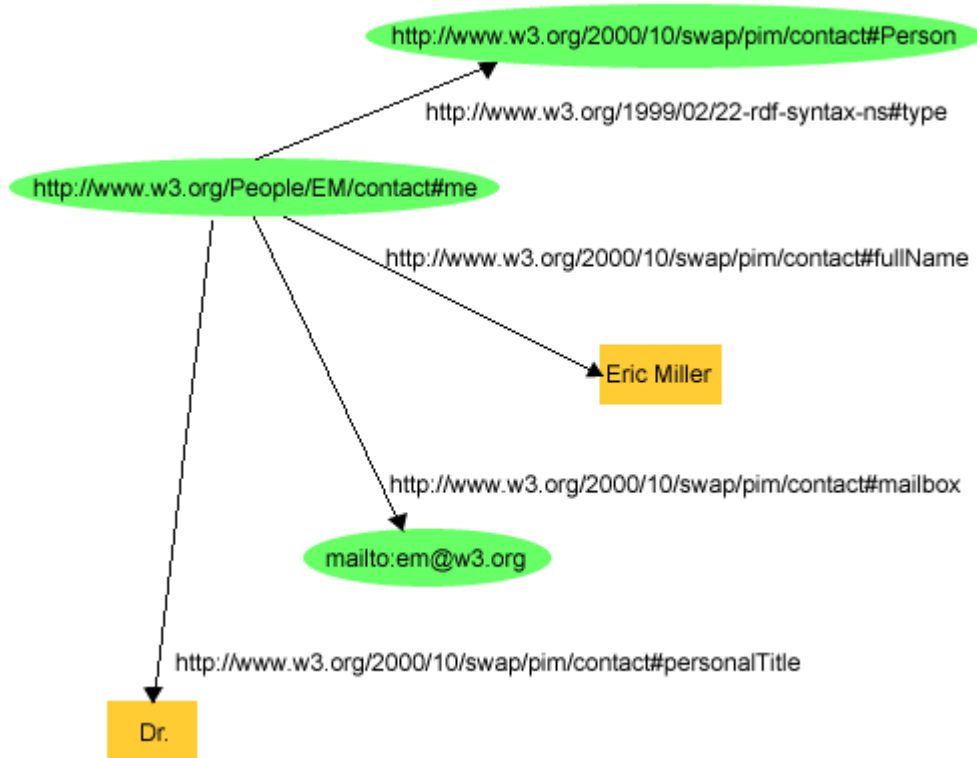 http://www.w3.org/2000/10/swap/pim/contact#Person
http://www.w3.org/1999/02/22-rdf-syntax-ns#type
http://www.w3.org/People/EM/contact#me
http://www.w3.org/2000/10/swap/pim/contact#fullName
Eric Miller
http://www.w3.org/2000/10/swap/pim/contact#mailbox
mailto:em@w3.org
http://www.w3.org/2000/10/swap/pim/contact#personalTitle
Dr.